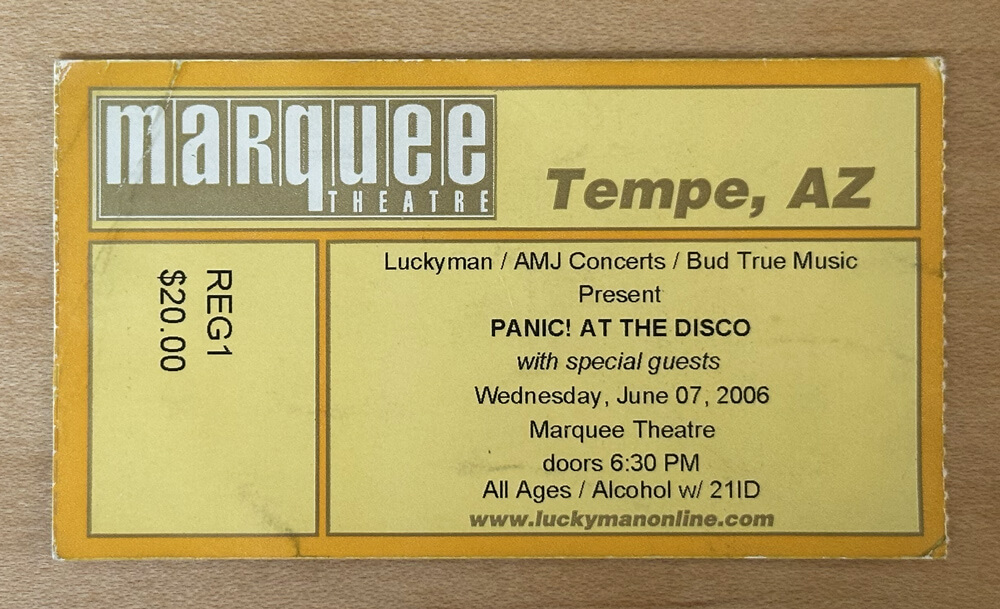 marquee
THEATRE
Tempe, AZ
REG1
$20.00
Luckyman / AMJ Concerts / Bud True Music
Present
PANIC! AT THE DISCO
with special guests
Wednesday, June 07, 2006
Marquee Theatre
doors 6:30 PM
All Ages / Alcohol w/ 21ID
www.luckymanonline.com